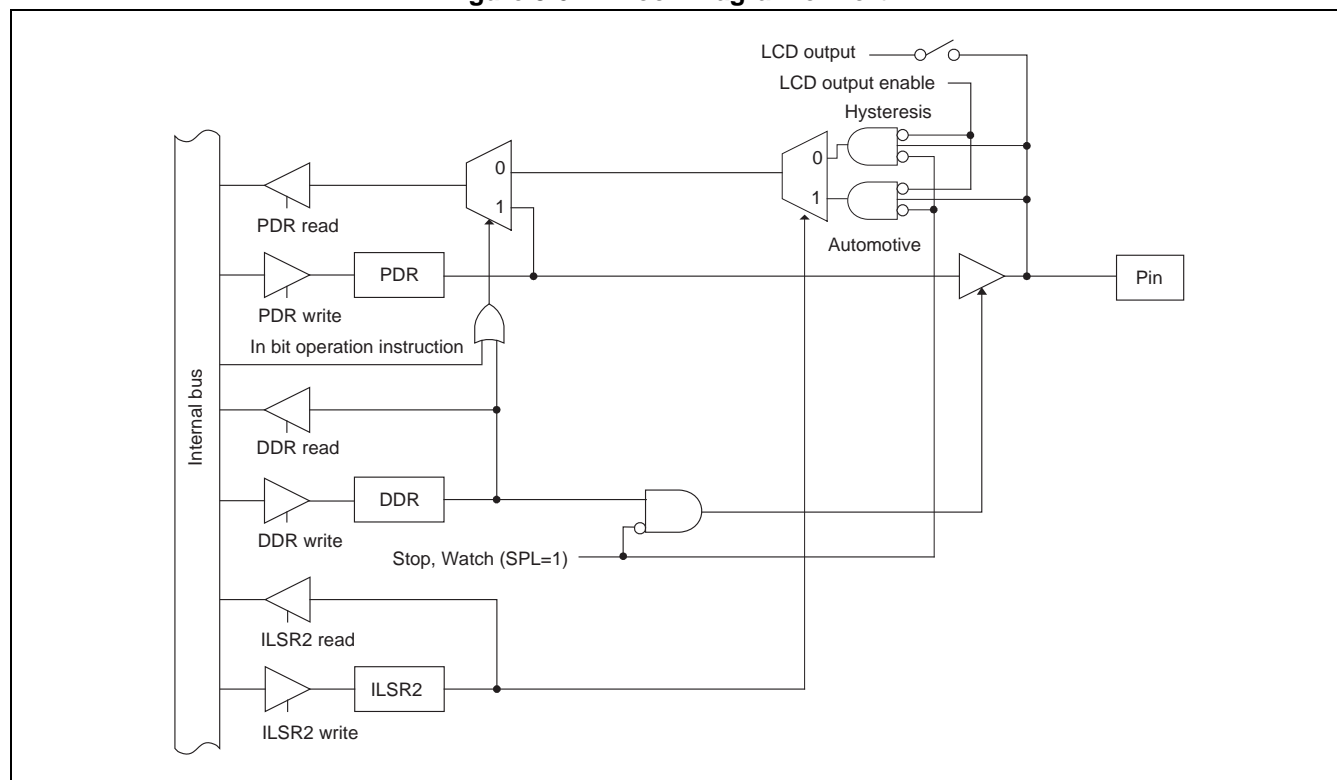 LCD output
LCD output enable
Hysteresis
0
0
1
1
PDR read
Automotive
PDR
Pin
PDR write
In bit operation instruction
Internal bus
DDR read
DDR
DDR write
Stop, Watch (SPL=1)
ILSR2 read
ILSR2
ILSR2 write